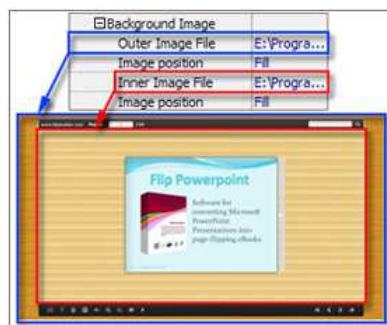 Background Image
Outer Image File E:\Progra...
Image position Fill
Inner Image File E:\Progra...
Image position Fill
Flip Powerpoint
Software for
converting Microsoft
PowerPoint
Presentations into
page-flipping eBooks